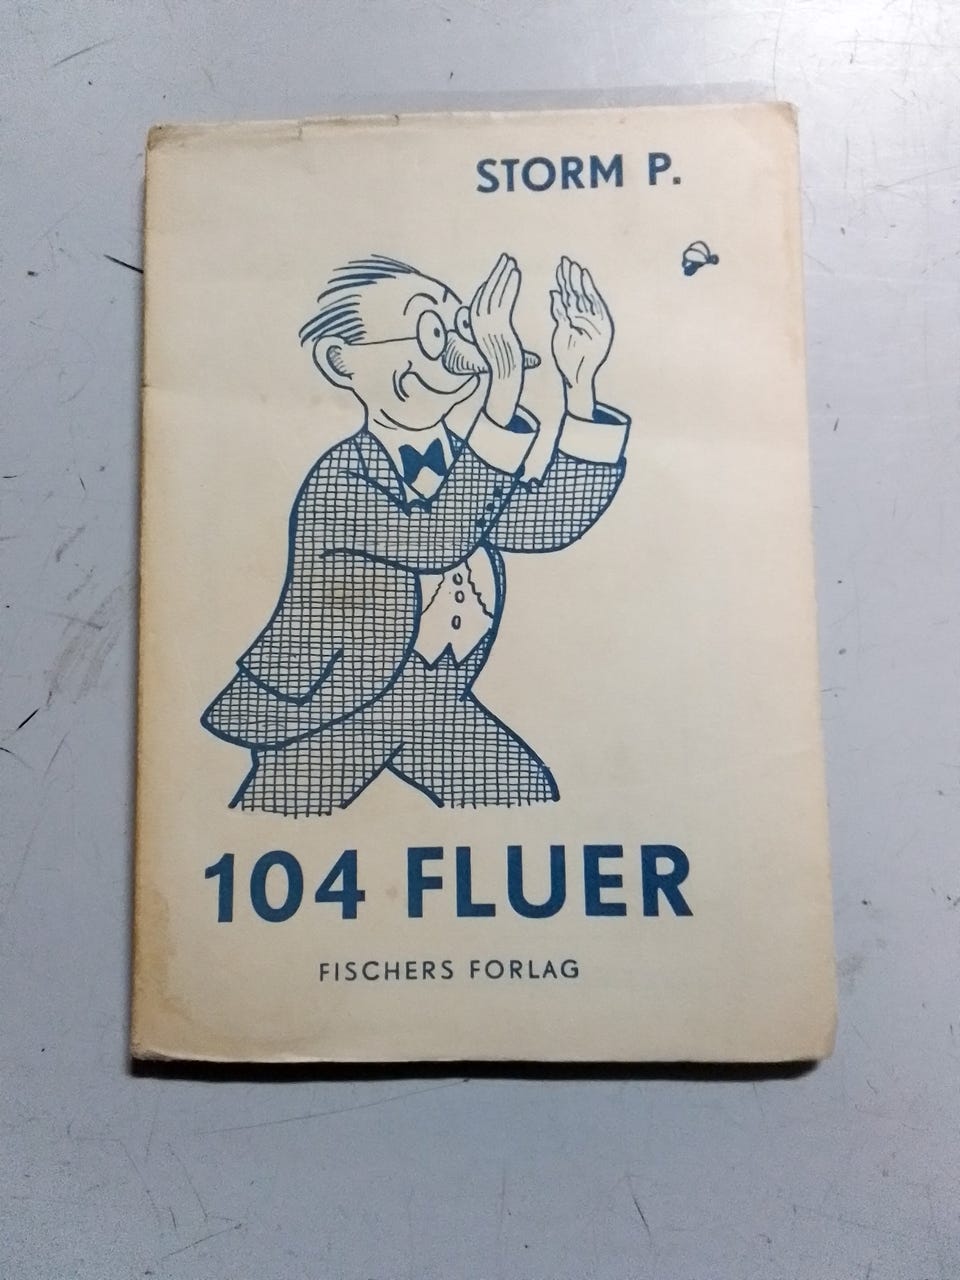 STORM P.
104 FLUER
FISCHERS FORLAG